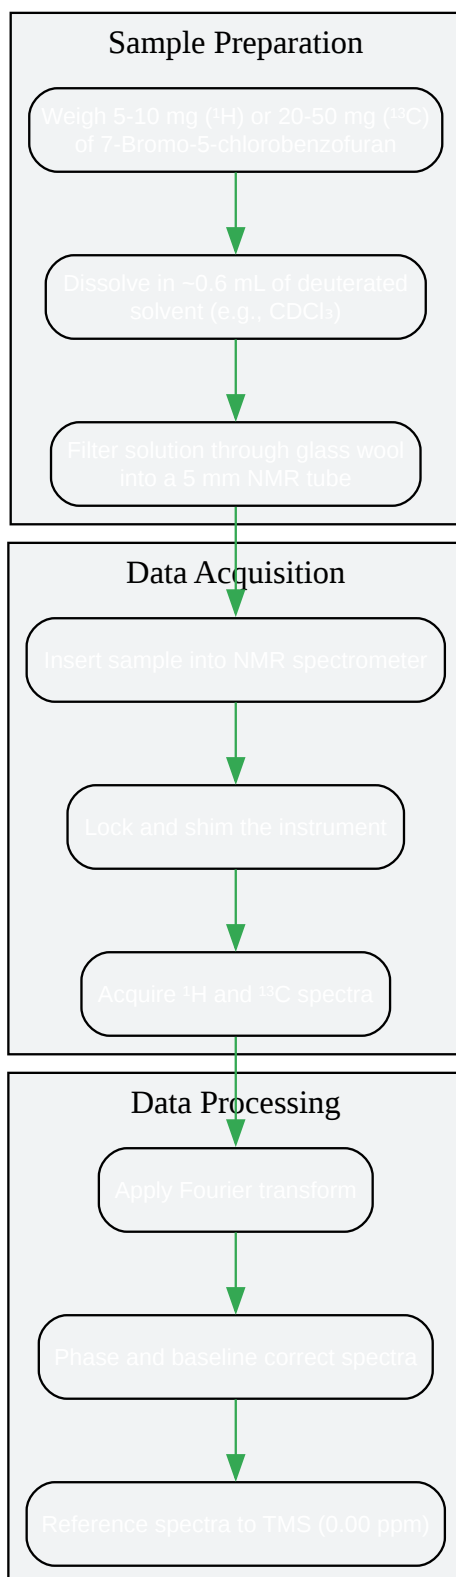 Sample Preparation
Weigh 5-10 mg (¹H) or 20-50 mg (¹³C)
of 7-Bromo-5-chlorobenzofuran
Dissolve in ~0.6 mL of deuterated
solvent (e.g., CDCl₃)
Filter solution through glass wool
into a 5 mm NMR tube
Data Acquisition
Insert sample into NMR spectrometer
Lock and shim the instrument
Acquire ¹H and ¹³C spectra
Data Processing
Apply Fourier transform
Phase and baseline correct spectra
Reference spectra to TMS (0.00 ppm)